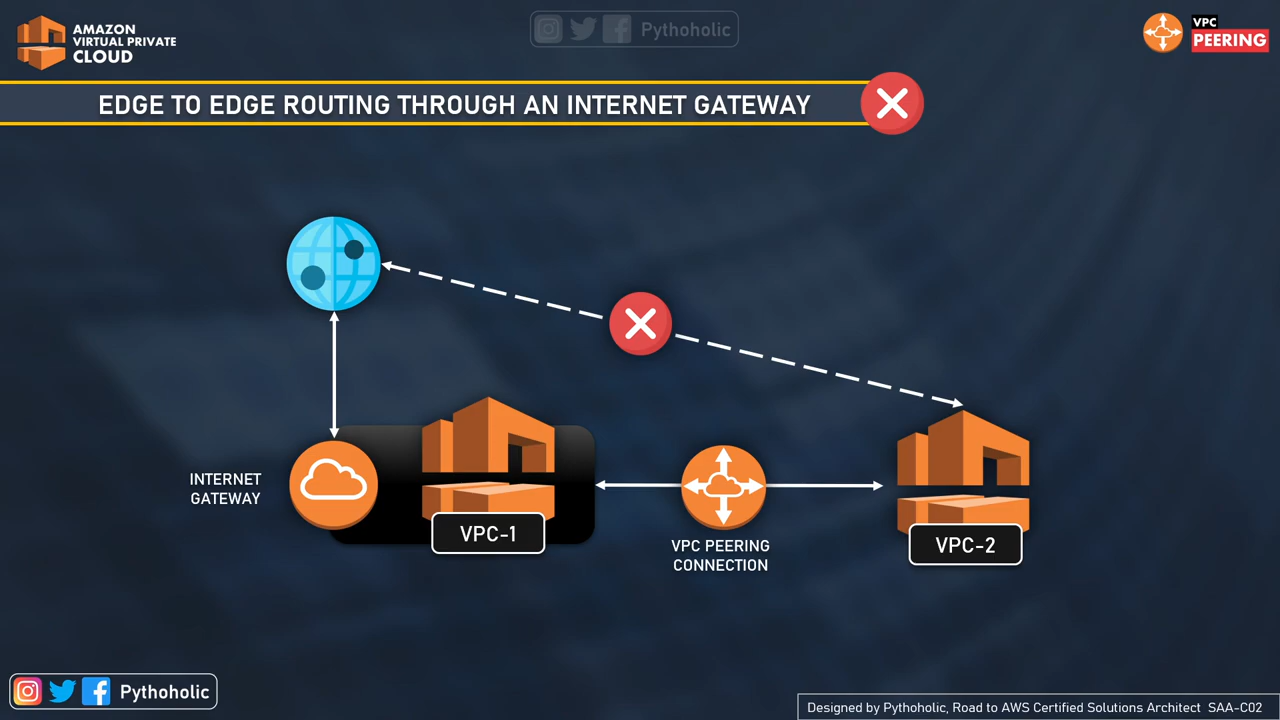 AMAZON
VIRTUAL PRIVATE
CLOUD
Pythoholic
VPC
PEERING
EDGE TO EDGE ROUTING THROUGH AN INTERNET GATEWAY
INTERNET
GATEWAY
VPC-1
VPC PEERING
CONNECTION
VPC-2
Pythoholic
Designed by Pythoholic, Road to AWS Certified Solutions Architect SAA-C02